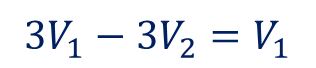 3V₁ − 3V₂ = V₁